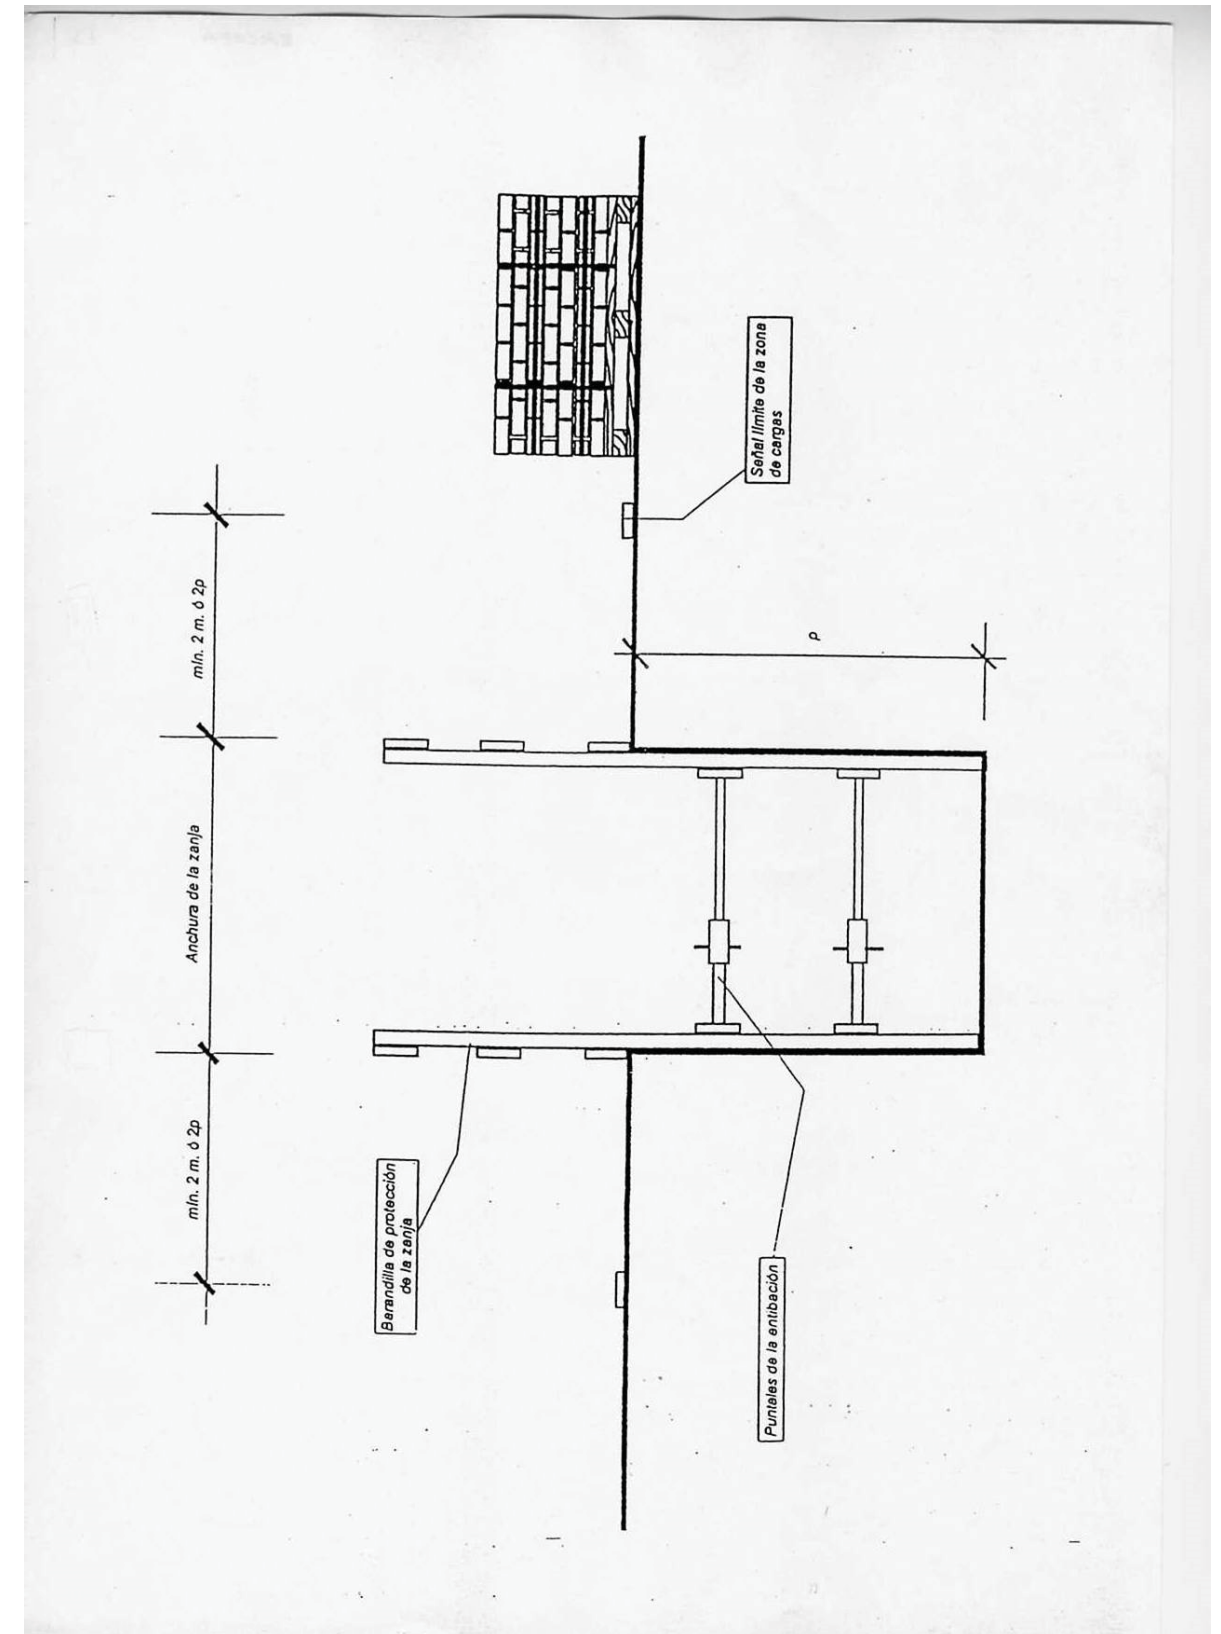 mín. 2 m. ó 2p
Anchura de la zanja
mín. 2 m. ó 2p
Barandilla de protección
de la zanja
Señal límite de la zona
de cargas
p
Puntales de la entibación